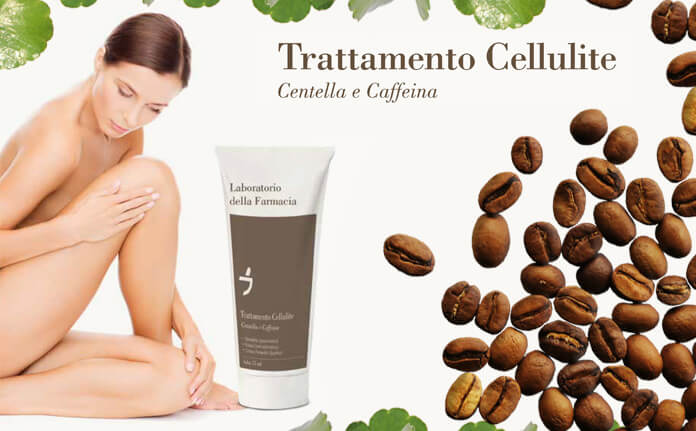 Trattamento Cellulite
Centella e Caffeina
Laboratorio
della Farmacia
Trattamento Cellulite
Centella e Caffeina